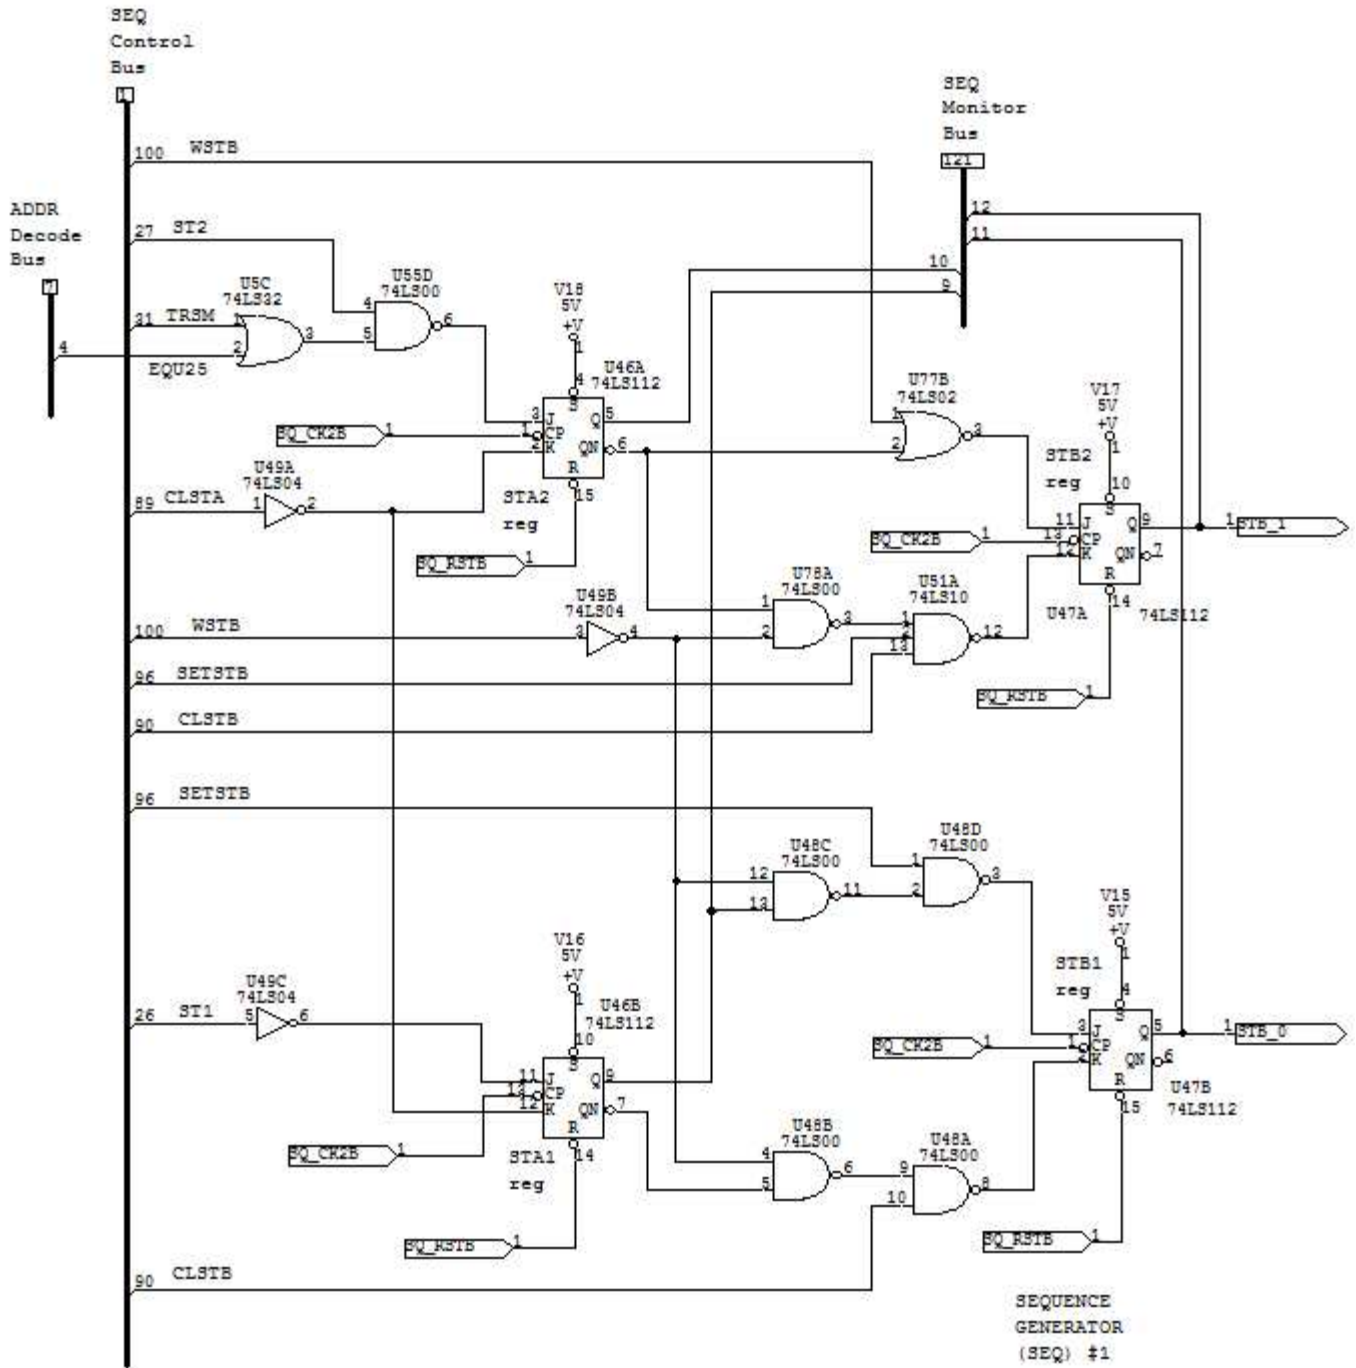 SEQ
Control
Bus
1
SEQ
Monitor
Bus
121
100 WSTB
12
11
10
9
ADDR
Decode
Bus
7
4
27 ST2
U5C
74LS32
31 TRSM 1
2
3
EQU25
U55D
74LS00
4
5
6
V18
5V
+V
1
4
U46A
74LS112
S
3 J Q 5
1 CP
2 K QN 6
R
15
SQ_CK2B 1
STA2
reg
SQ_RSTB 1
U49A
74LS04
89 CLSTA 1 2
U77B
74LS02
1
2
3
V17
5V
+V
1
10
STB2
reg
S
11 J Q 9
13 CP
12 K QN 7
R
14
SQ_CK2B 1
1 STB_1
U47A 74LS112
SQ_RSTB 1
U78A
74LS00
1
2
3
U51A
74LS10
1
2
13
12
U49B
74LS04
100 WSTB 3 4
96 SETSTB
90 CLSTB
96 SETSTB
U48C
74LS00
12
13
11
U48D
74LS00
1
2
3
V15
5V
+V
1
4
STB1
reg
S
3 J Q 5
1 CP
2 K QN 6
R
15
SQ_CK2B 1
1 STB_0
U47B
74LS112
SQ_RSTB 1
V16
5V
+V
1
10
U46B
74LS112
U49C
74LS04
26 ST1 5 6
S
11 J Q 9
13 CP
12 K QN 7
R
14
SQ_CK2B 1
STA1
reg
SQ_RSTB 1
U48B
74LS00
4
5
6
U48A
74LS00
9
10
8
90 CLSTB
SEQUENCE
GENERATOR
(SEQ) #1